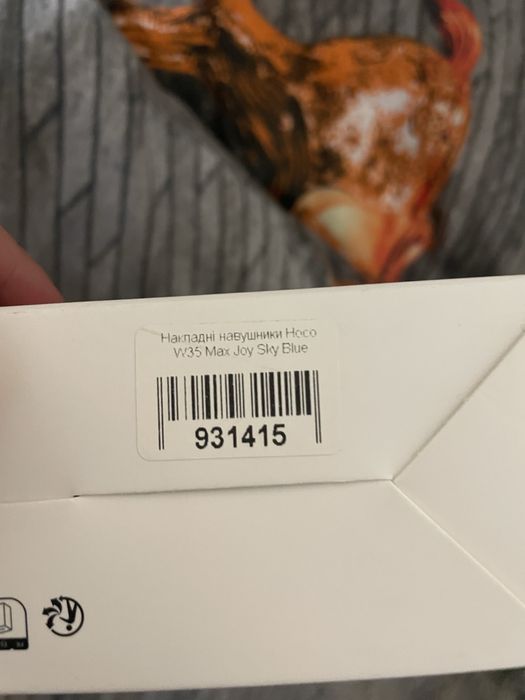 Накладні навушники Hoco
W35 Max Joy Sky Blue
931415